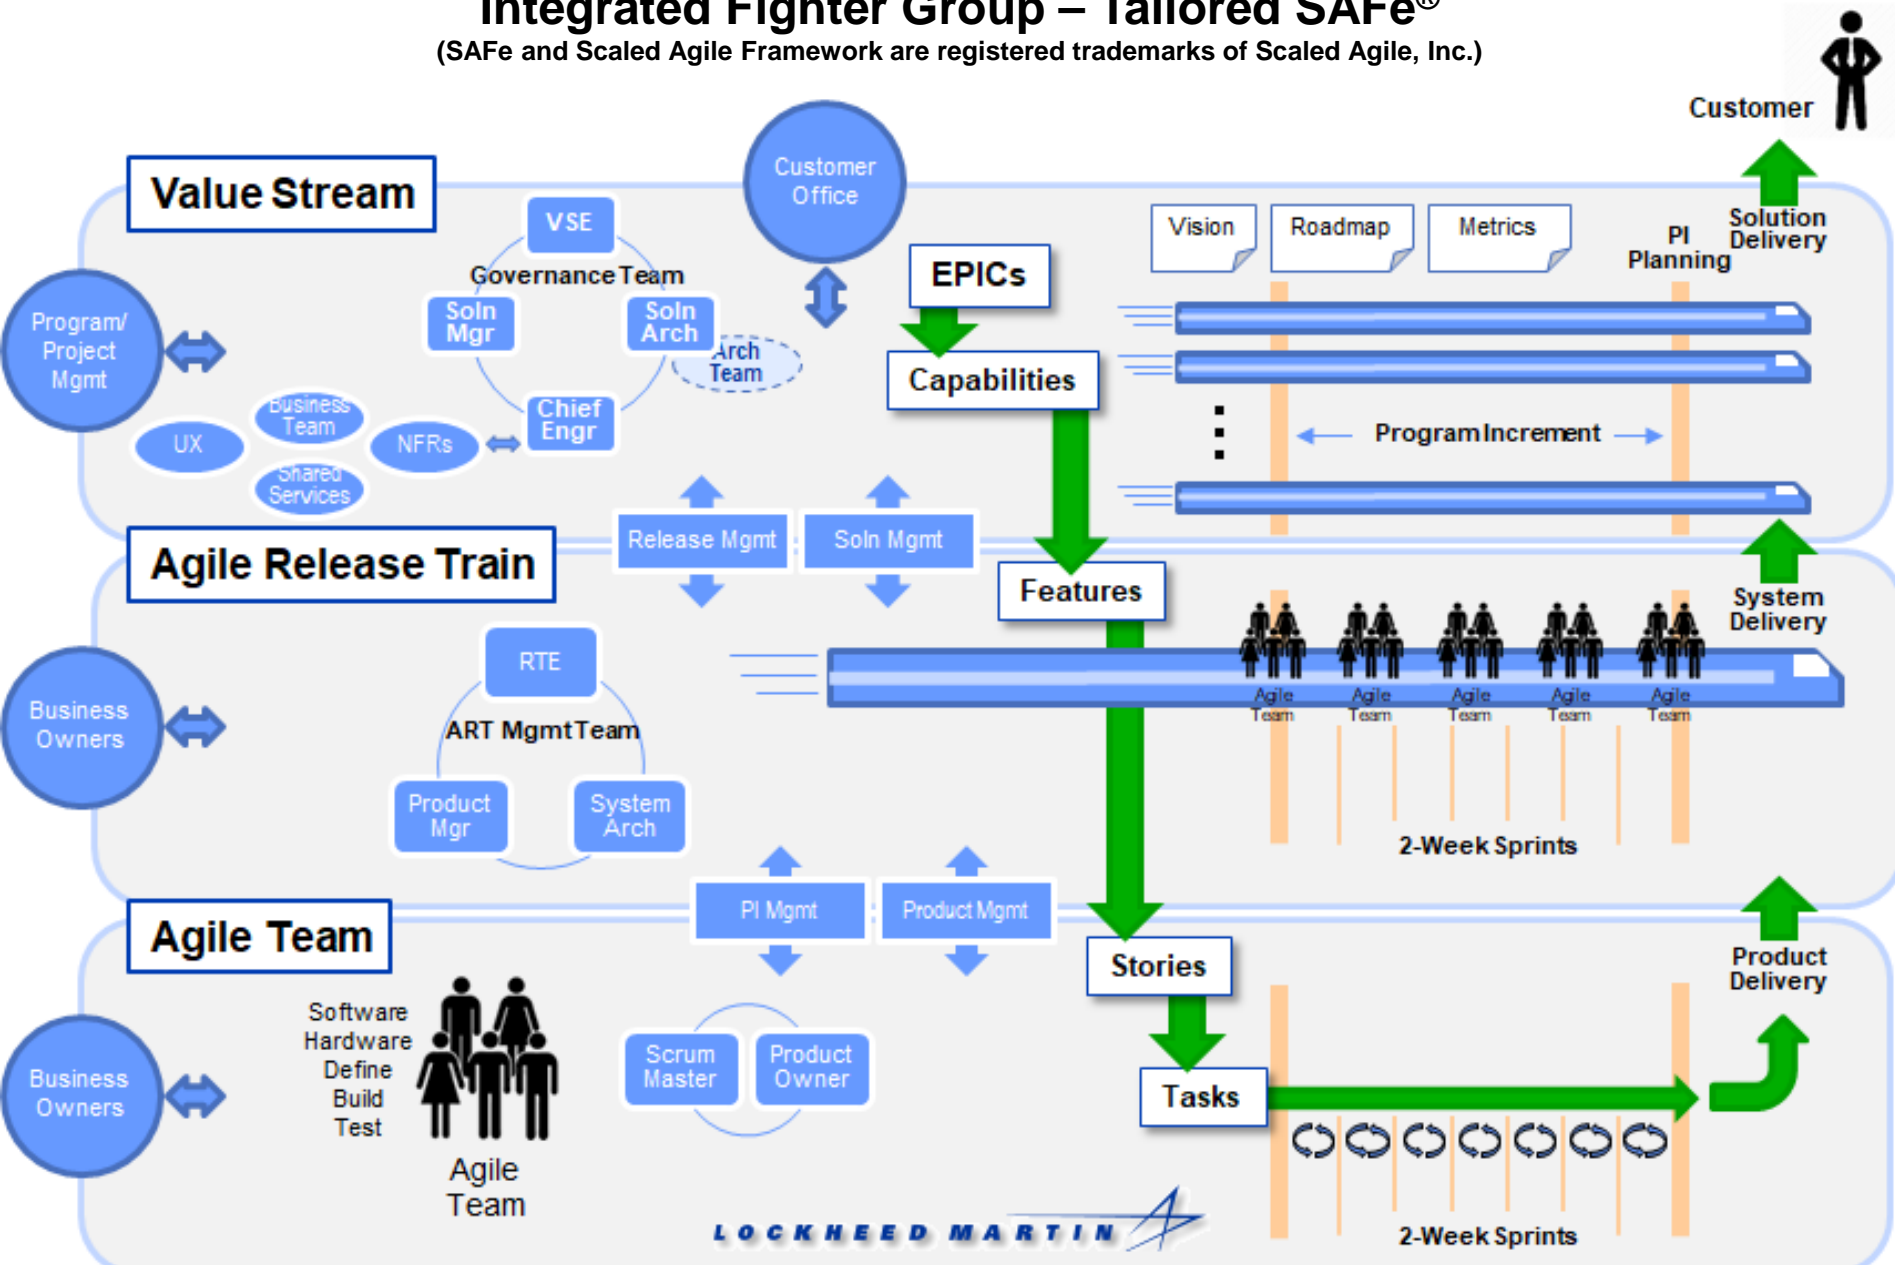 Integrated Fighter Group – Tailored SAFe®
(SAFe and Scaled Agile Framework are registered trademarks of Scaled Agile, Inc.)
Customer
Value Stream
Customer
Office
VSE
Governance Team
Soln
Mgr
Soln
Arch
Arch
Team
Chief
Engr
Program/
Project
Mgmt
UX
Business
Team
NFRs
Shared
Services
EPICs
Capabilities
Vision
Roadmap
Metrics
PI
Planning
Solution
Delivery
Program Increment
Release Mgmt
Soln Mgmt
Agile Release Train
Features
System
Delivery
Business
Owners
RTE
ART Mgmt Team
Product
Mgr
System
Arch
Agile
Team
Agile
Team
Agile
Team
Agile
Team
Agile
Team
2-Week Sprints
PI Mgmt
Product Mgmt
Agile Team
Stories
Product
Delivery
Business
Owners
Software
Hardware
Define
Build
Test
Agile
Team
Scrum
Master
Product
Owner
Tasks
2-Week Sprints
LOCKHEED MARTIN